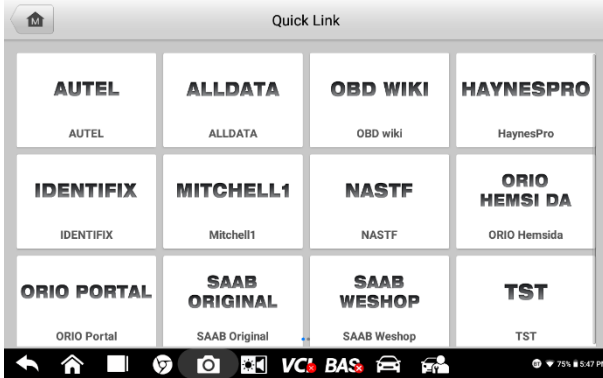 M
Quick Link
AUTEL ALLDATA OBD WIKI HAYNESPRO
AUTEL ALLDATA OBD wiki HaynesPro
IDENTIFIX MITCHELL1 NASTF ORIO
HEMSI DA
IDENTIFIX Mitchell1 NASTF ORIO Hemsida
ORIO PORTAL SAAB
ORIGINAL SAAB
WESHOP TST
ORIO Portal SAAB Original SAAB Weshop TST
VCI BAS 75% 5:47 PM